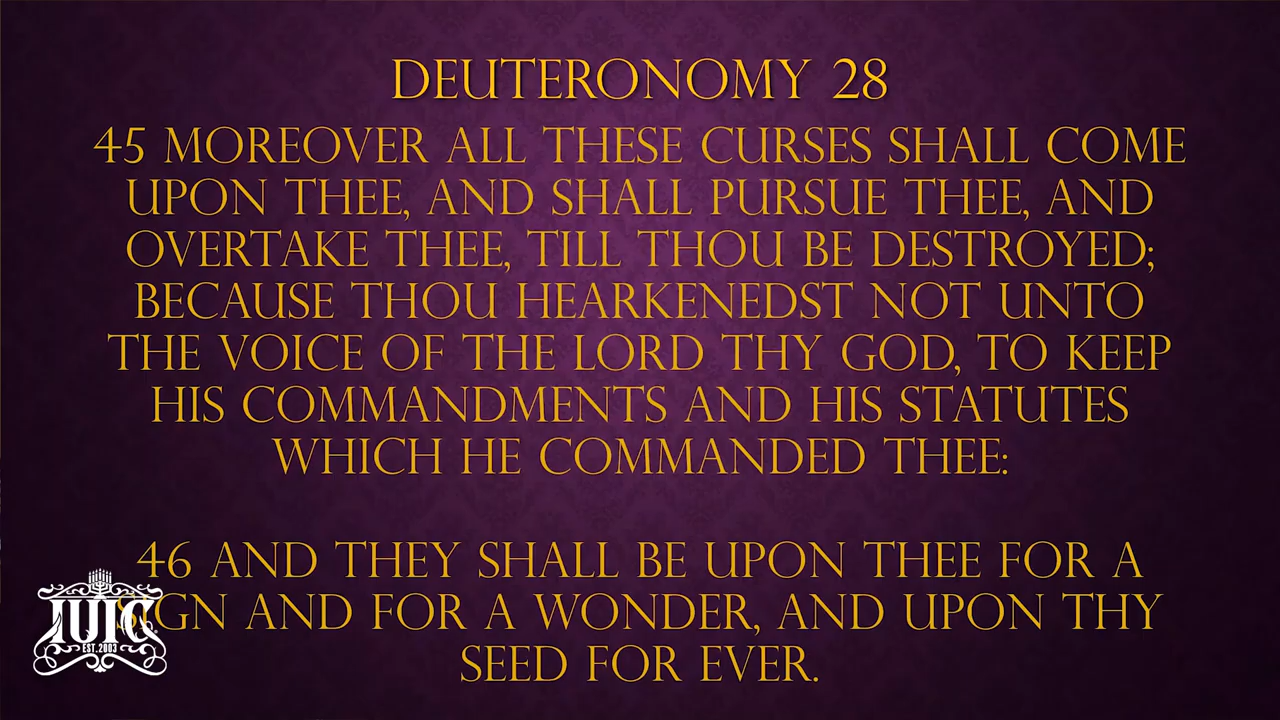 DEUTERONOMY 28
45 MOREOVER ALL THESE CURSES SHALL COME
UPON THEE, AND SHALL PURSUE THEE, AND
OVERTAKE THEE, TILL THOU BE DESTROYED;
BECAUSE THOU HEARKENEDST NOT UNTO
THE VOICE OF THE LORD THY GOD, TO KEEP
HIS COMMANDMENTS AND HIS STATUTES
WHICH HE COMMANDED THEE:
46 AND THEY SHALL BE UPON THEE FOR A
SIGN AND FOR A WONDER, AND UPON THY
SEED FOR EVER.
IUIC
EST. 2003